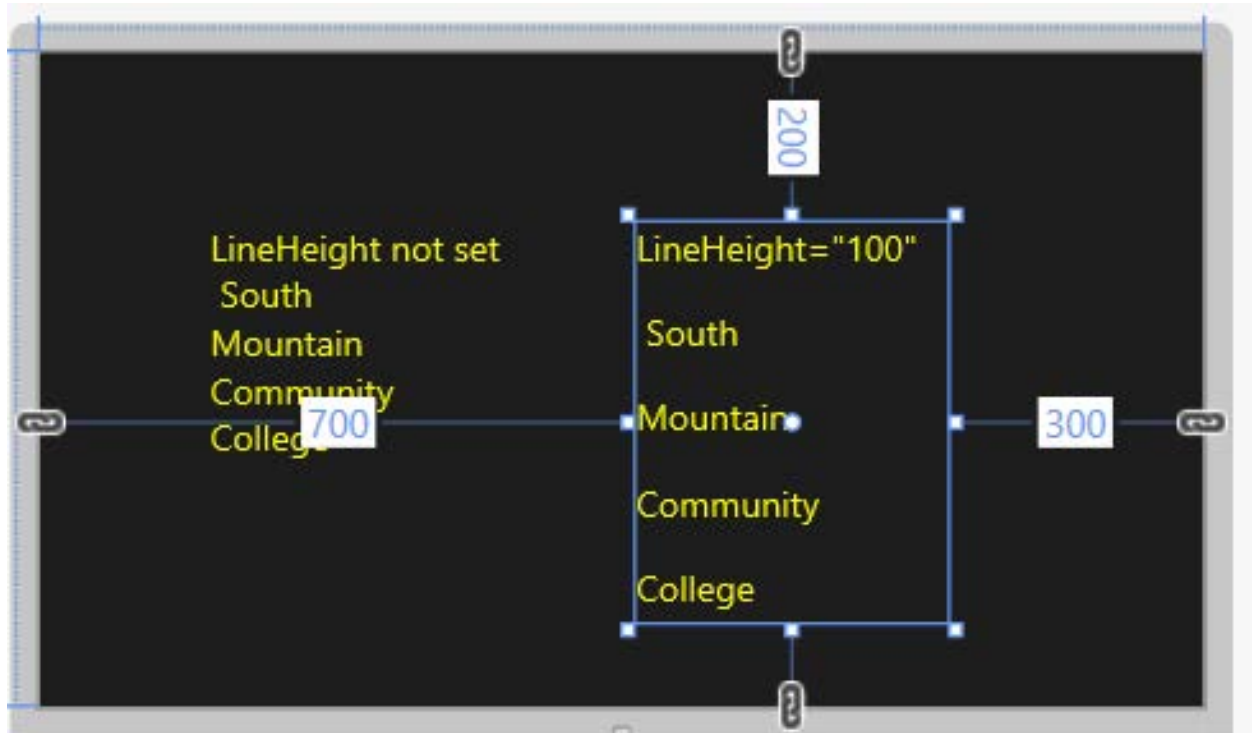 200
LineHeight not set
South
Mountain
Community
College
LineHeight="100"
South
Mountain
Community
College
700
300